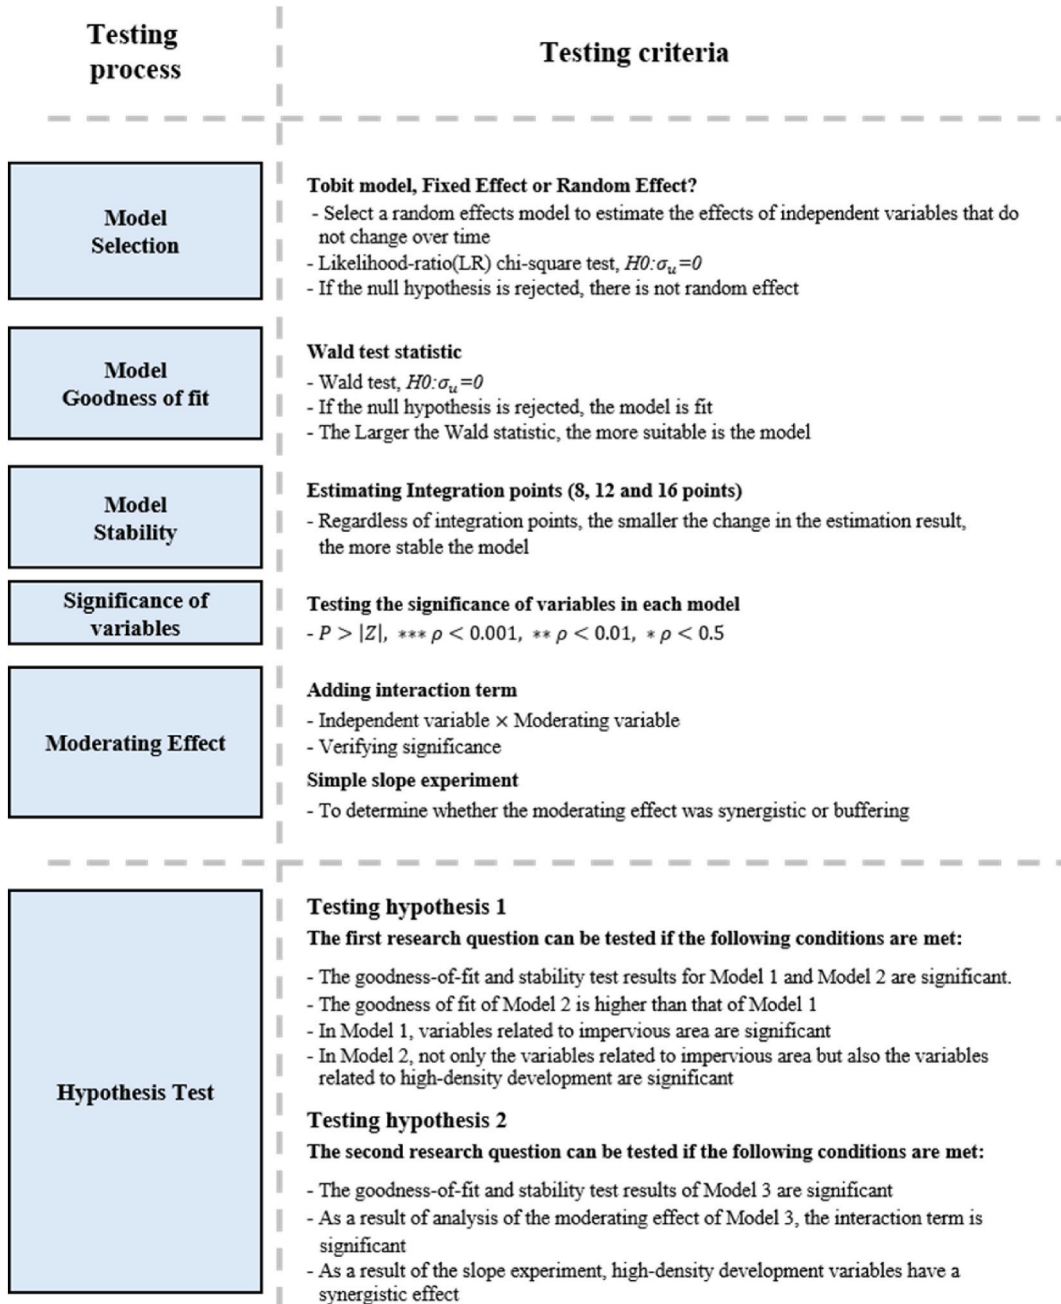 Testing
process
Testing criteria
Model
Selection
Tobit model, Fixed Effect or Random Effect?
- Select a random effects model to estimate the effects of independent variables that do
not change over time
- Likelihood-ratio(LR) chi-square test, H0:σᵤ=0
- If the null hypothesis is rejected, there is not random effect
Model
Goodness of fit
Wald test statistic
- Wald test, H0:σᵤ=0
- If the null hypothesis is rejected, the model is fit
- The Larger the Wald statistic, the more suitable is the model
Model
Stability
Estimating Integration points (8, 12 and 16 points)
- Regardless of integration points, the smaller the change in the estimation result,
the more stable the model
Significance of
variables
Testing the significance of variables in each model
- P > |Z|, *** ρ < 0.001, ** ρ < 0.01, * ρ < 0.5
Moderating Effect
Adding interaction term
- Independent variable × Moderating variable
- Verifying significance
Simple slope experiment
- To determine whether the moderating effect was synergistic or buffering
Hypothesis Test
Testing hypothesis 1
The first research question can be tested if the following conditions are met:
- The goodness-of-fit and stability test results for Model 1 and Model 2 are significant.
- The goodness of fit of Model 2 is higher than that of Model 1
- In Model 1, variables related to impervious area are significant
- In Model 2, not only the variables related to impervious area but also the variables
related to high-density development are significant
Testing hypothesis 2
The second research question can be tested if the following conditions are met:
- The goodness-of-fit and stability test results of Model 3 are significant
- As a result of analysis of the moderating effect of Model 3, the interaction term is
significant
- As a result of the slope experiment, high-density development variables have a
synergistic effect